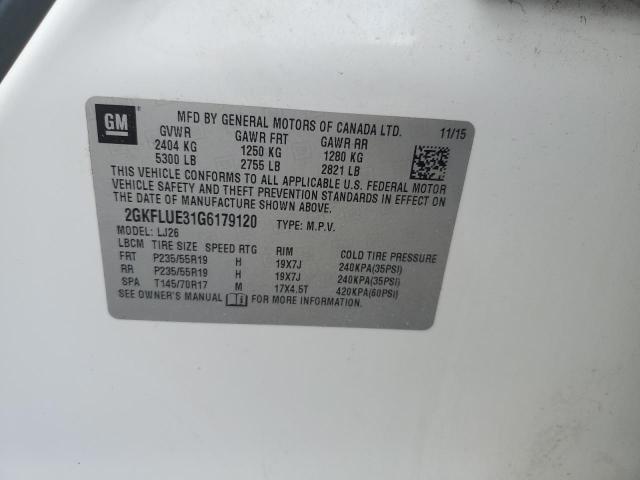 GM
MFD BY GENERAL MOTORS OF CANADA LTD. 11/15
GVWR GAWR FRT GAWR RR
2404 KG 1250 KG 1280 KG
5300 LB 2755 LB 2821 LB
THIS VEHICLE CONFORMS TO ALL APPLICABLE U.S. FEDERAL MOTOR
VEHICLE SAFETY AND THEFT PREVENTION STANDARDS IN EFFECT ON
THE DATE OF MANUFACTURE SHOWN ABOVE.
2GKFLUE31G6179120 TYPE: M.P.V.
MODEL: LJ26
LBCM TIRE SIZE SPEED RTG RIM COLD TIRE PRESSURE
FRT P235/55R19 H 19X7J 240KPA(35PSI)
RR P235/55R19 H 19X7J 240KPA(35PSI)
SPA T145/70R17 M 17X4.5T 420KPA(60PSI)
SEE OWNER'S MANUAL FOR MORE INFORMATION.